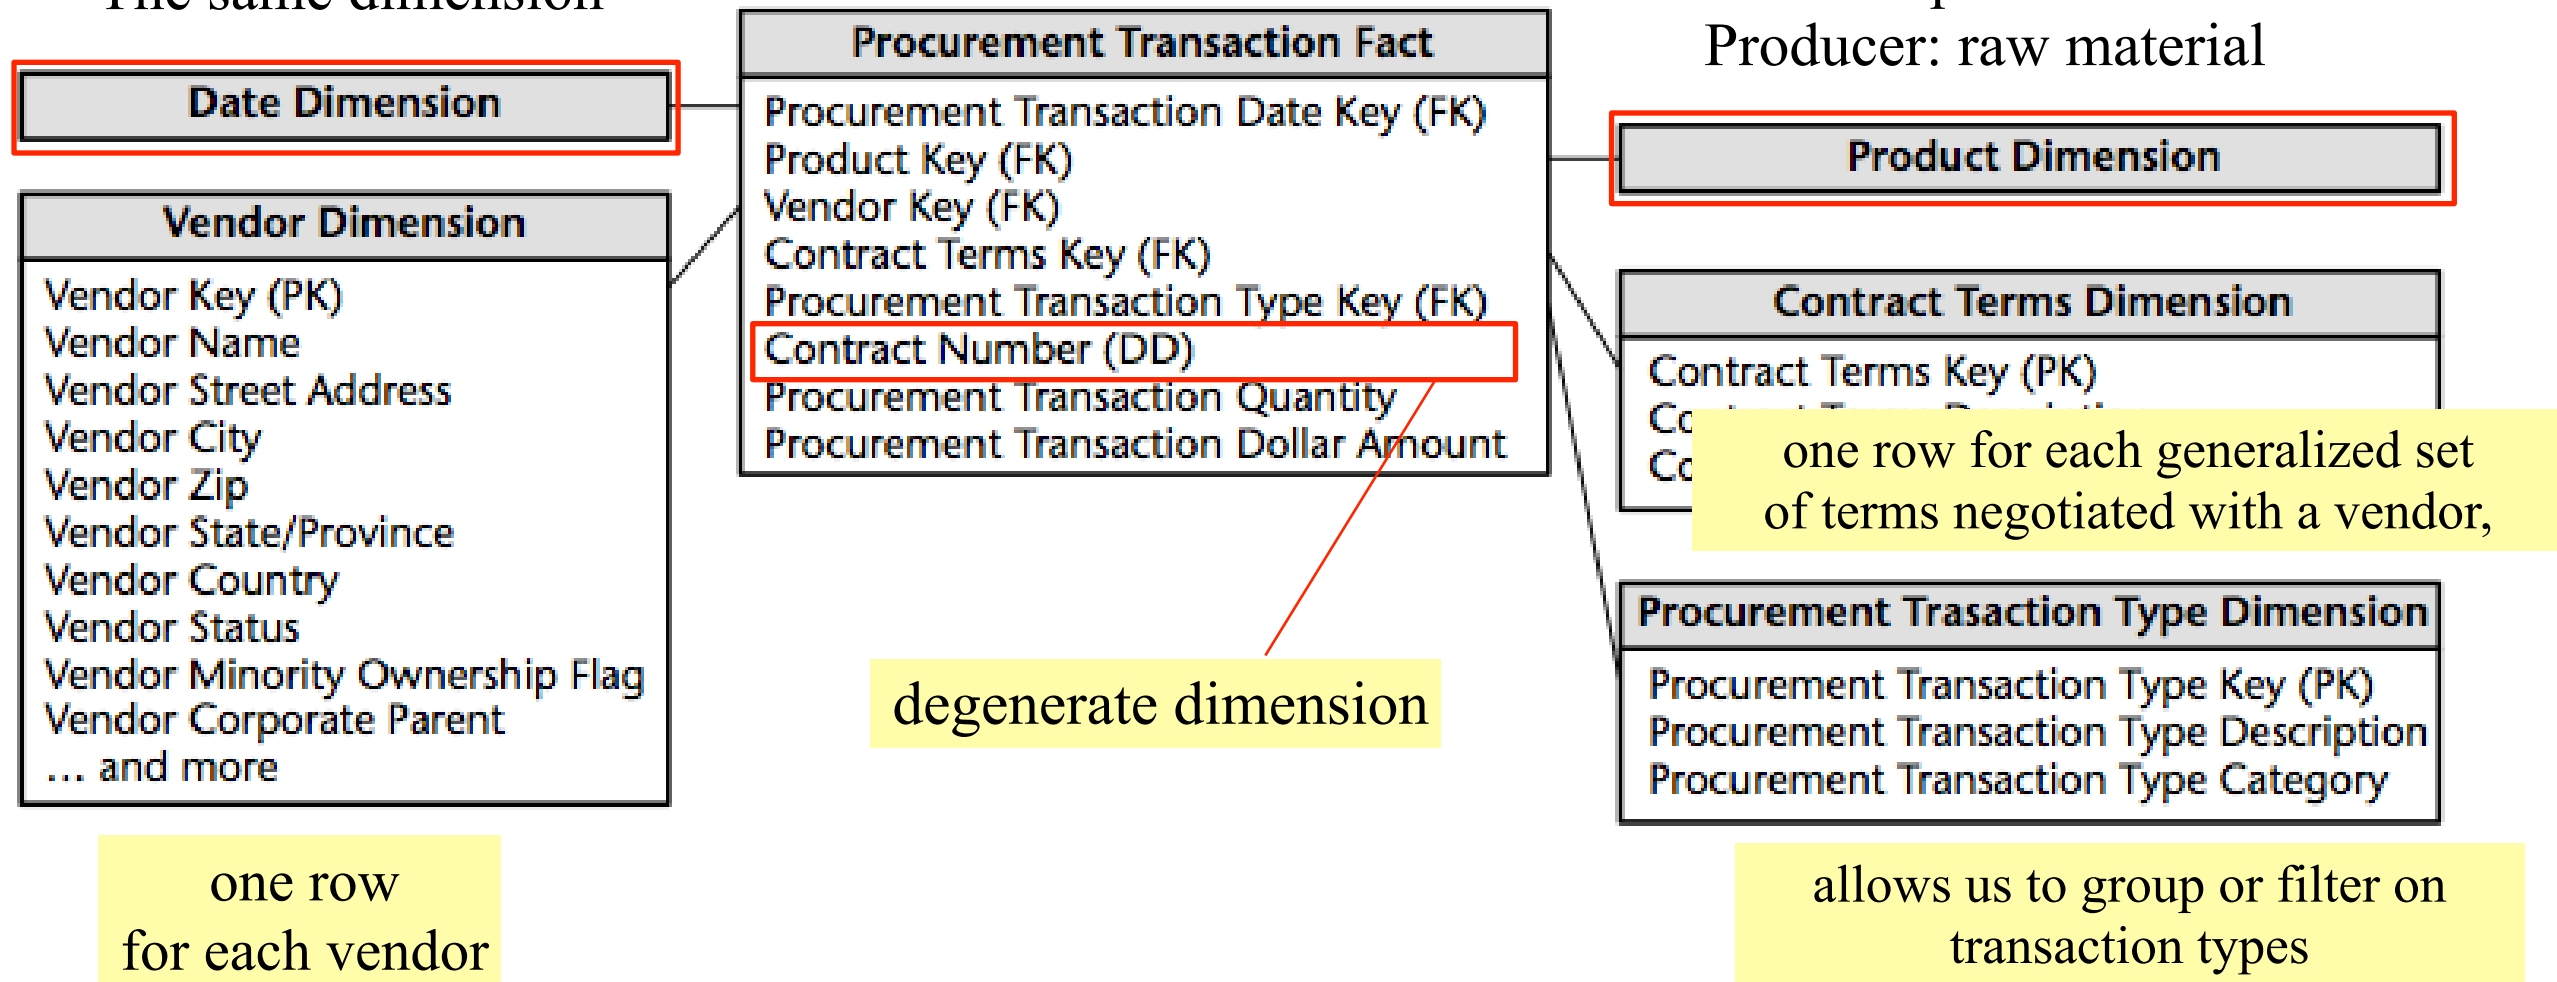 The same dimension
Date Dimension
Vendor Dimension
Vendor Key (PK)
Vendor Name
Vendor Street Address
Vendor City
Vendor Zip
Vendor State/Province
Vendor Country
Vendor Status
Vendor Minority Ownership Flag
Vendor Corporate Parent
... and more
one row
for each vendor
Procurement Transaction Fact
Procurement Transaction Date Key (FK)
Product Key (FK)
Vendor Key (FK)
Contract Terms Key (FK)
Procurement Transaction Type Key (FK)
Contract Number (DD)
Procurement Transaction Quantity
Procurement Transaction Dollar Amount
degenerate dimension
Producer: raw material
Product Dimension
Contract Terms Dimension
Contract Terms Key (PK)
one row for each generalized set
of terms negotiated with a vendor,
Procurement Trasaction Type Dimension
Procurement Transaction Type Key (PK)
Procurement Transaction Type Description
Procurement Transaction Type Category
allows us to group or filter on
transaction types